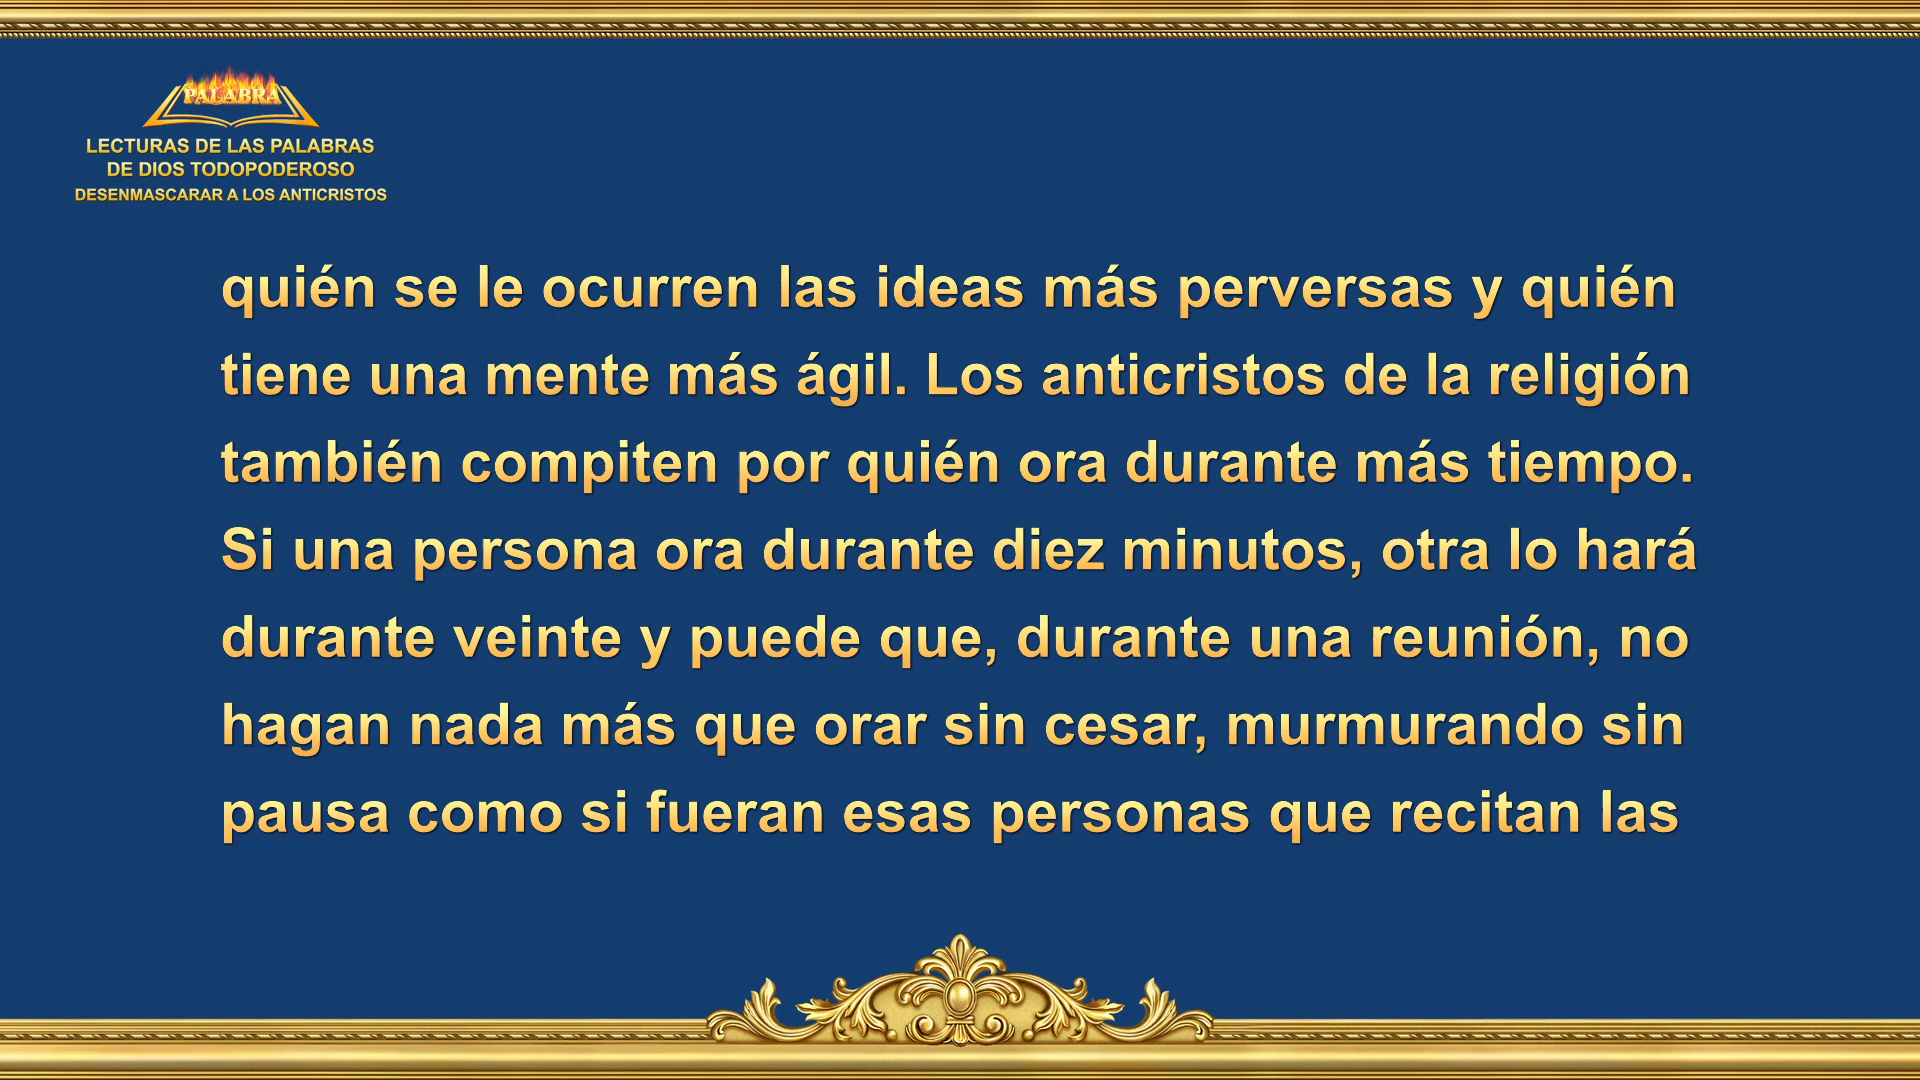 PALABRA
LECTURAS DE LAS PALABRAS
DE DIOS TODOPODEROSO
DESENMASCARAR A LOS ANTICRISTOS
quién se le ocurren las ideas más perversas y quién
tiene una mente más ágil. Los anticristos de la religión
también compiten por quién ora durante más tiempo.
Si una persona ora durante diez minutos, otra lo hará
durante veinte y puede que, durante una reunión, no
hagan nada más que orar sin cesar, murmurando sin
pausa como si fueran esas personas que recitan las